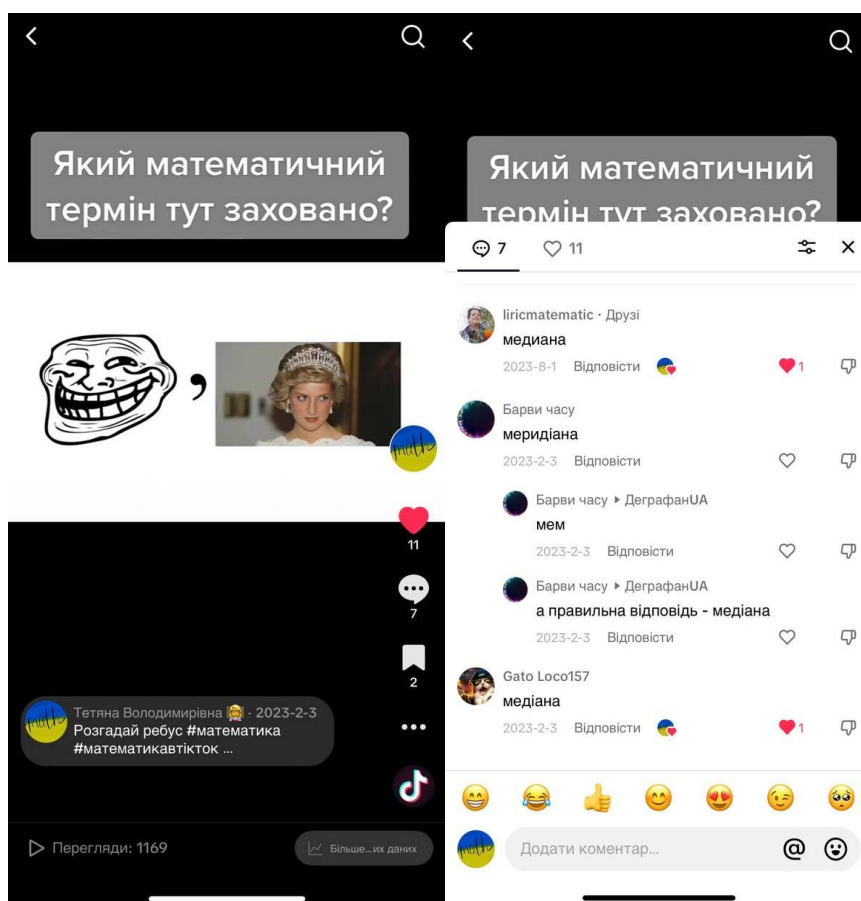 Який математичний
термін тут заховано?
,
math
11
7
2
Тетяна Володимирівна 👩‍🏫 · 2023-2-3
Розгадай ребус #математика
#математикавтікток ...
Перегляди: 1169
Більше...их даних
Який математичний
термін тут заховано?
7
11
liricmatematic · Друзі
медиана
2023-8-1 Відповісти
1
Барви часу
меридіана
2023-2-3 Відповісти
Барви часу ▸ ДеграфанUA
мем
2023-2-3 Відповісти
Барви часу ▸ ДеграфанUA
а правильна відповідь - медіана
2023-2-3 Відповісти
Gato Loco157
медіана
2023-2-3 Відповісти
1
math
Додати коментар...
@